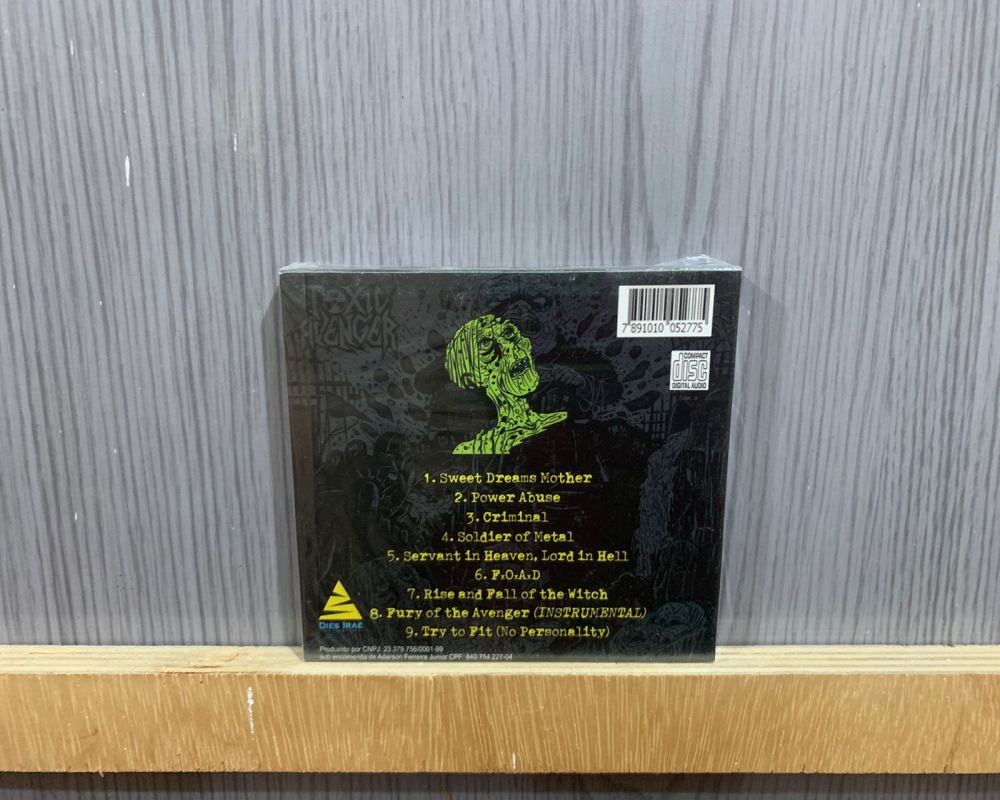 TOXIC
AVENGER
7 891010 052775
COMPACT
disc
DIGITAL AUDIO
1. Sweet Dreams Mother
2. Power Abuse
3. Criminal
4. Soldier of Metal
5. Servant in Heaven, Lord in Hell
6. FxOxAxD
7. Rise and Fall of the Witch
8. Fury of the Avenger (INSTRUMENTAL)
9. Try to Fit (No Personality)
DIES IRAE
Produzido por CNPJ. 23.379.756/0001-99
sob encomenda de Aderson Ferreira Junior CPF. 840 754 227-04